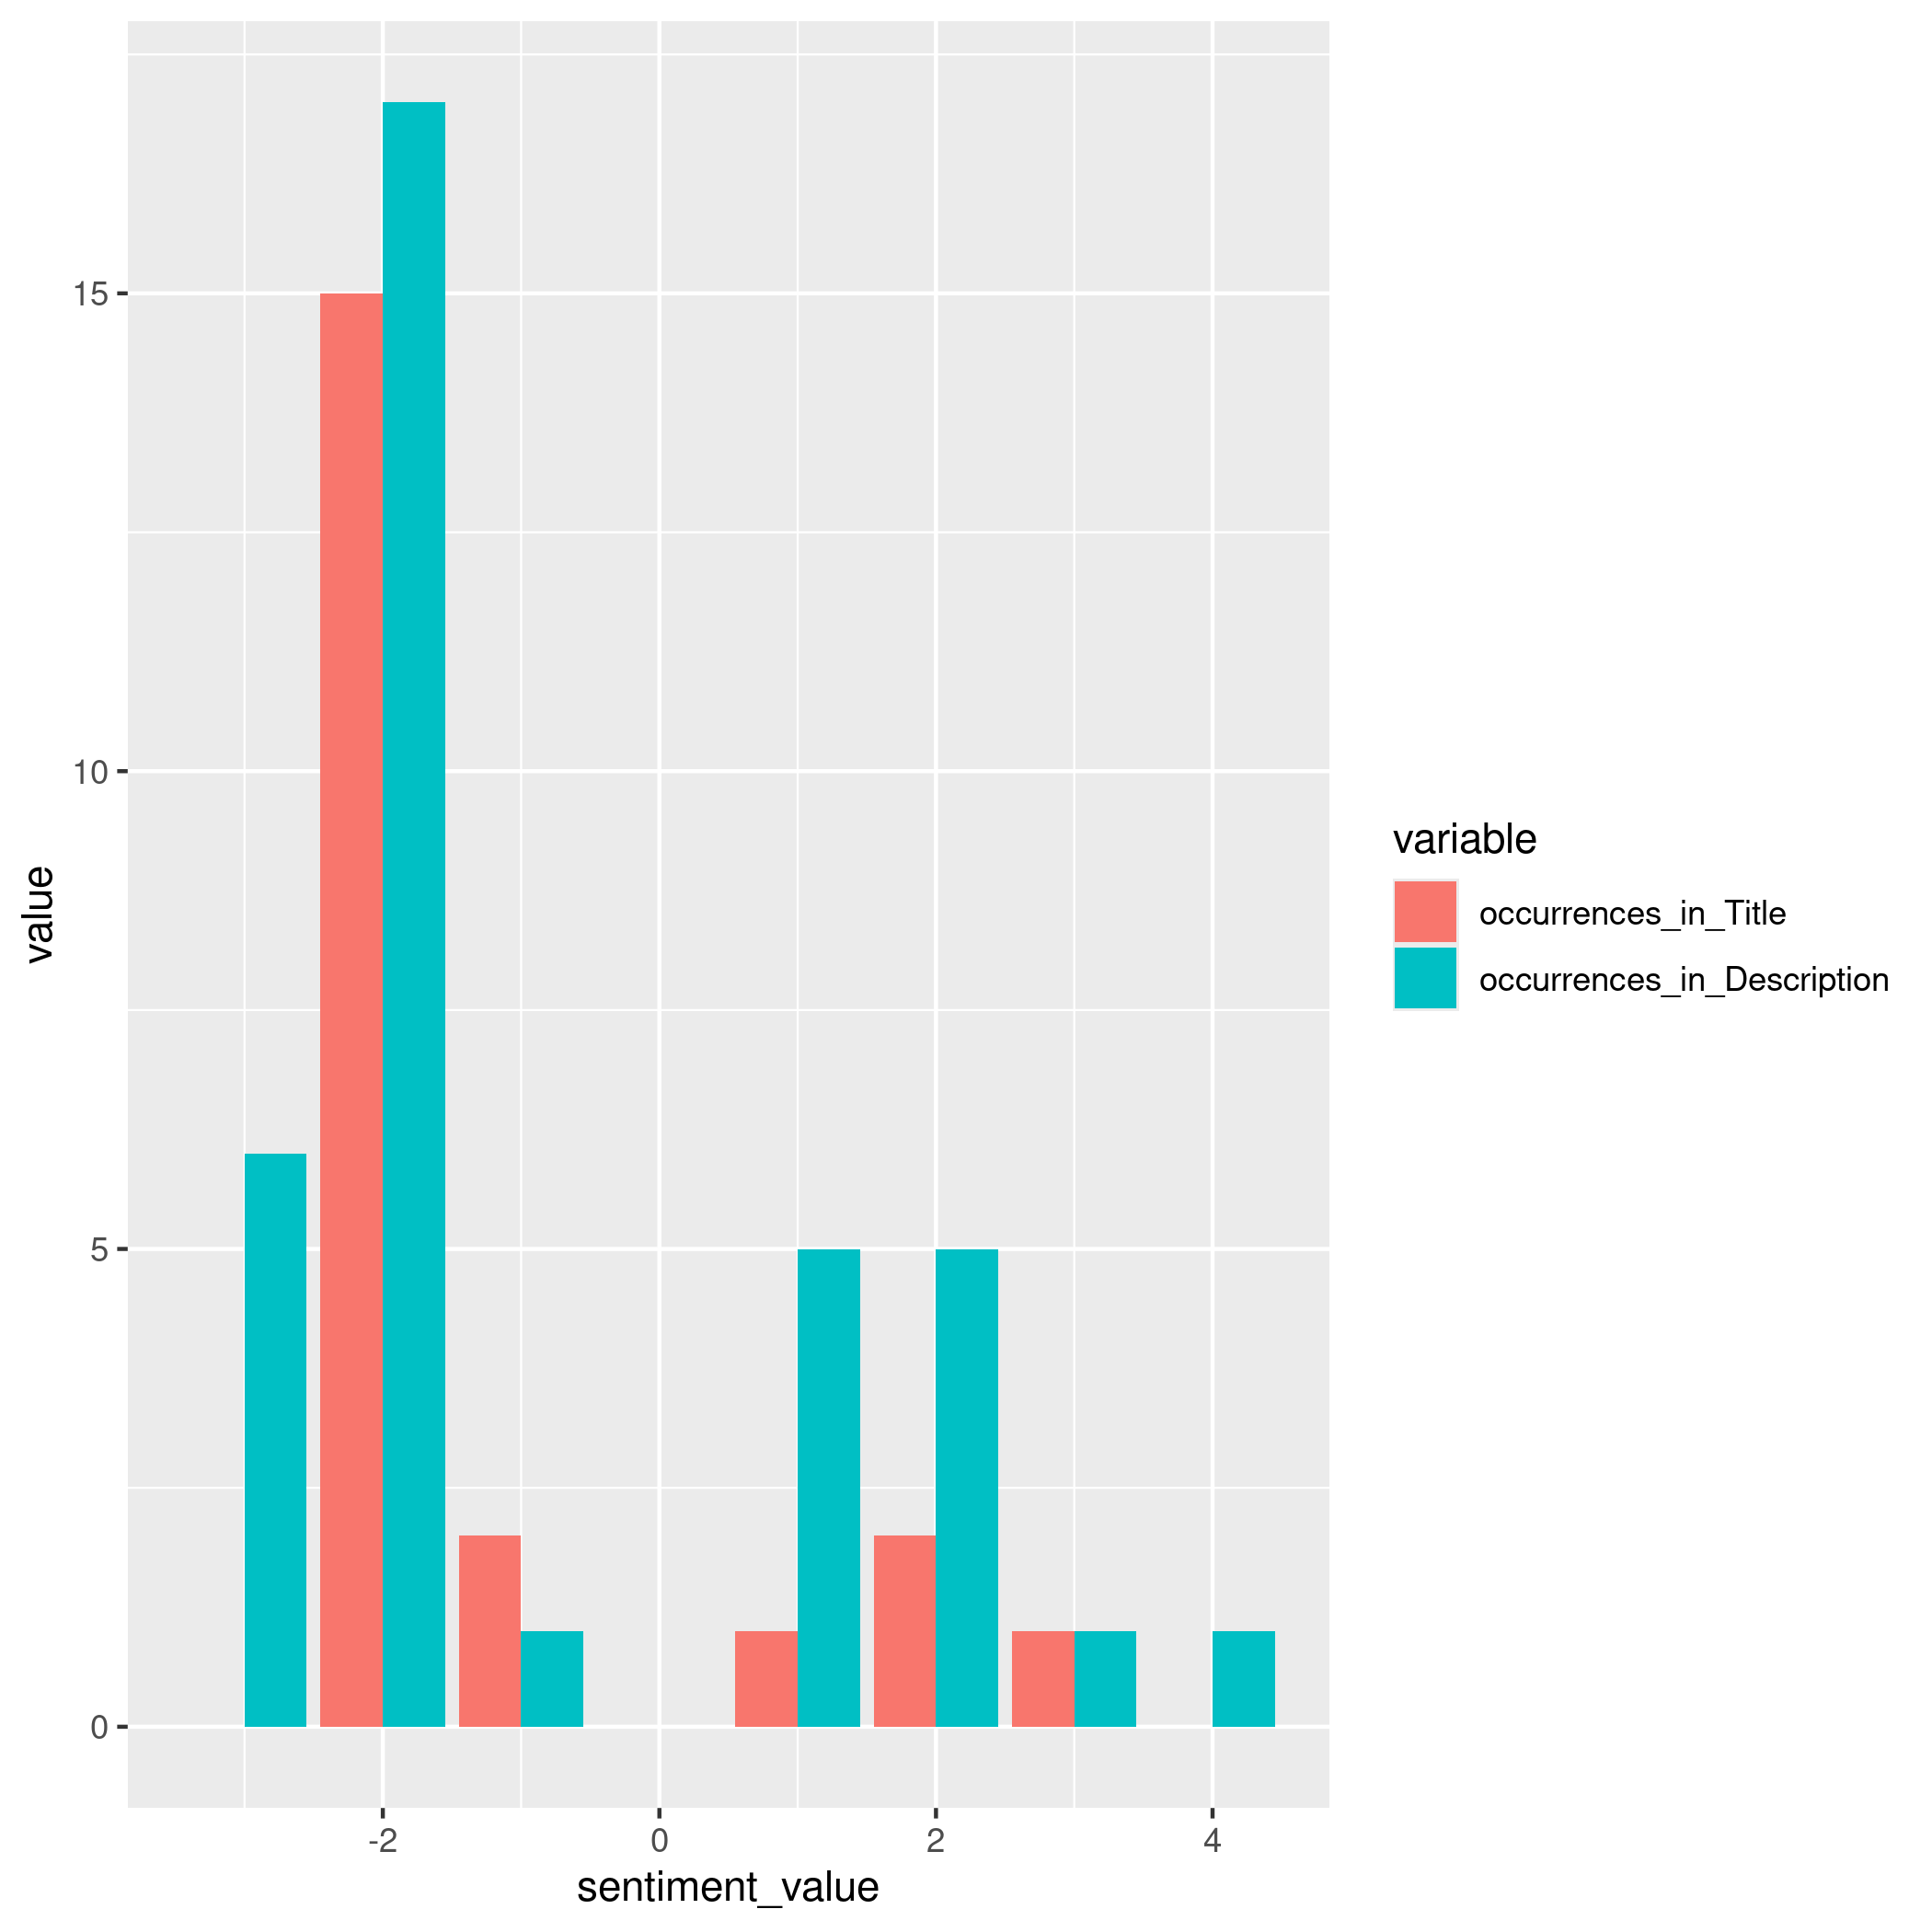 15
10
5
0
value
-2
0
2
4
sentiment_value
variable
occurrences_in_Title
occurrences_in_Description